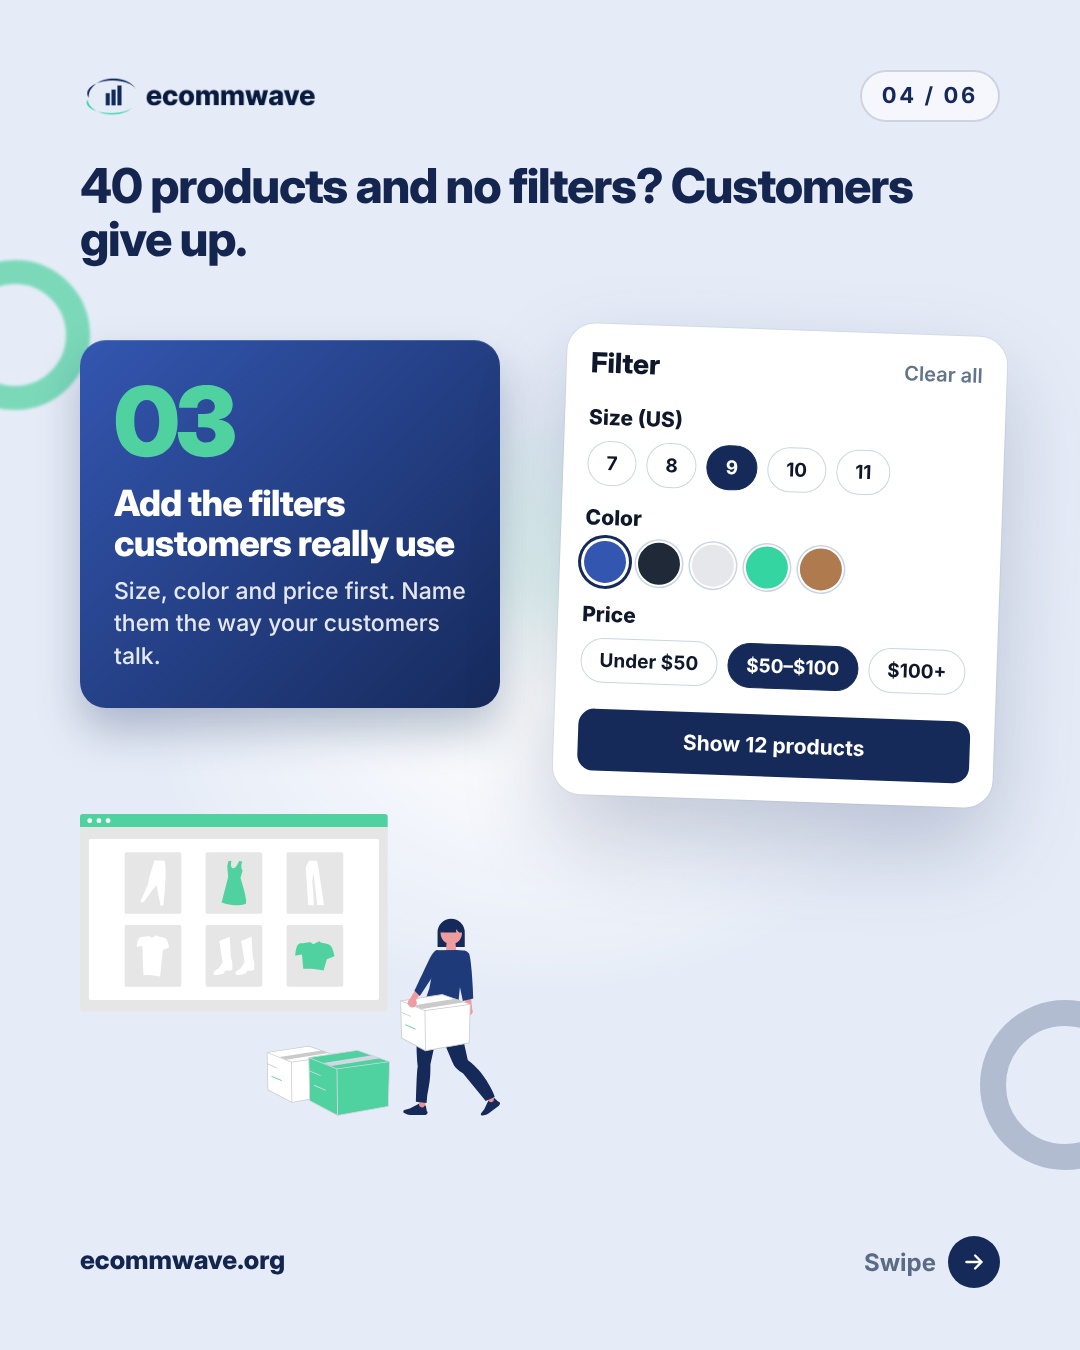 ecommwave
04 / 06
40 products and no filters? Customers
give up.
03
Add the filters
customers really use
Size, color and price first. Name
them the way your customers
talk.
Filter
Clear all
Size (US)
7 8 9 10 11
Color
Price
Under $50 $50–$100 $100+
Show 12 products
ecommwave.org
Swipe